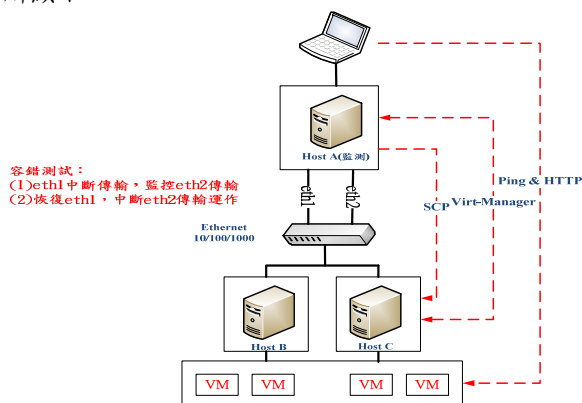 Host A(監測)
容錯測試：
(1)eth1中斷傳輸，監控eth2傳輸
(2)恢復eth1，中斷eth2傳輸運作
eth1
eth2
Ping & HTTP
SCP
Virt-Manager
Ethernet
10/100/1000
Host B
Host C
VM
VM
VM
VM